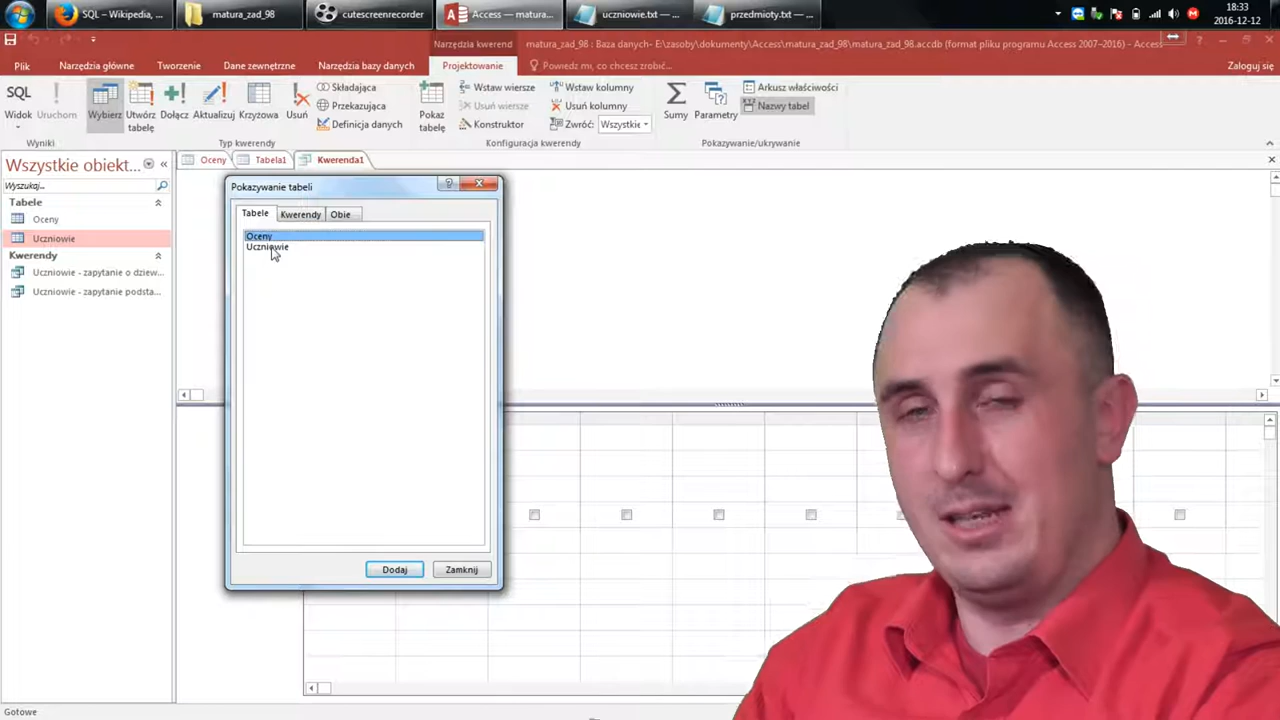 SQL – Wikipedia, ...
matura_zad_98
cutescreenrecorder
Access — matura...
uczniowie.txt — ...
przedmioty.txt — ...
18:33
2016-12-12
Narzędzia kwerend
matura_zad_98 : Baza danych- E:\zasoby\dokumenty\Access\matura_zad_98\matura_zad_98.accdb (format pliku programu Access 2007–2016) - Access
Plik
Narzędzia główne
Tworzenie
Dane zewnętrzne
Narzędzia bazy danych
Projektowanie
Powiedz mi, co chcesz zrobić...
Zaloguj się
SQL
Widok
Uruchom
Wyniki
Wybierz
Utwórz tabelę
Dołącz
Aktualizuj
Krzyżowa
Usuń
Składająca
Przekazująca
Definicja danych
Typ kwerendy
Pokaż tabelę
Wstaw wiersze
Usuń wiersze
Konstruktor
Wstaw kolumny
Usuń kolumny
Zwróć: Wszystkie
Konfiguracja kwerendy
Σ
Sumy
Parametry
Arkusz właściwości
Nazwy tabel
Pokazywanie/ukrywanie
Wszystkie obiekt...
Wyszukaj...
Tabele
Oceny
Uczniowie
Kwerendy
Uczniowie - zapytanie o dziew...
Uczniowie - zapytanie podsta...
Oceny
Tabela1
Kwerenda1
Pokazywanie tabeli
Tabele
Kwerendy
Obie
Oceny
Uczniowie
Dodaj
Zamknij
Gotowe